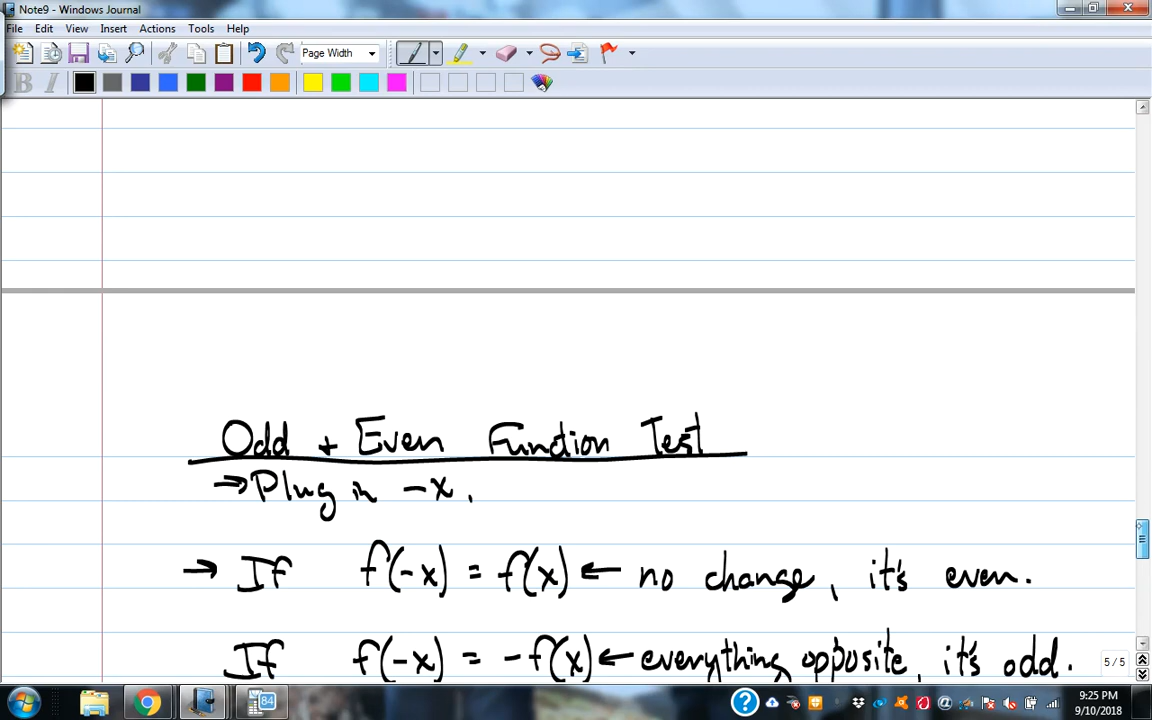 Note9 - Windows Journal
File Edit View Insert Actions Tools Help
Page Width
B I
Odd + Even Function Test
→ Plug in -x.
→ If f(-x) = f(x) ← no change, it's even.
If f(-x) = -f(x) ← everything opposite, it's odd.
5 / 5
84
9:25 PM
9/10/2018